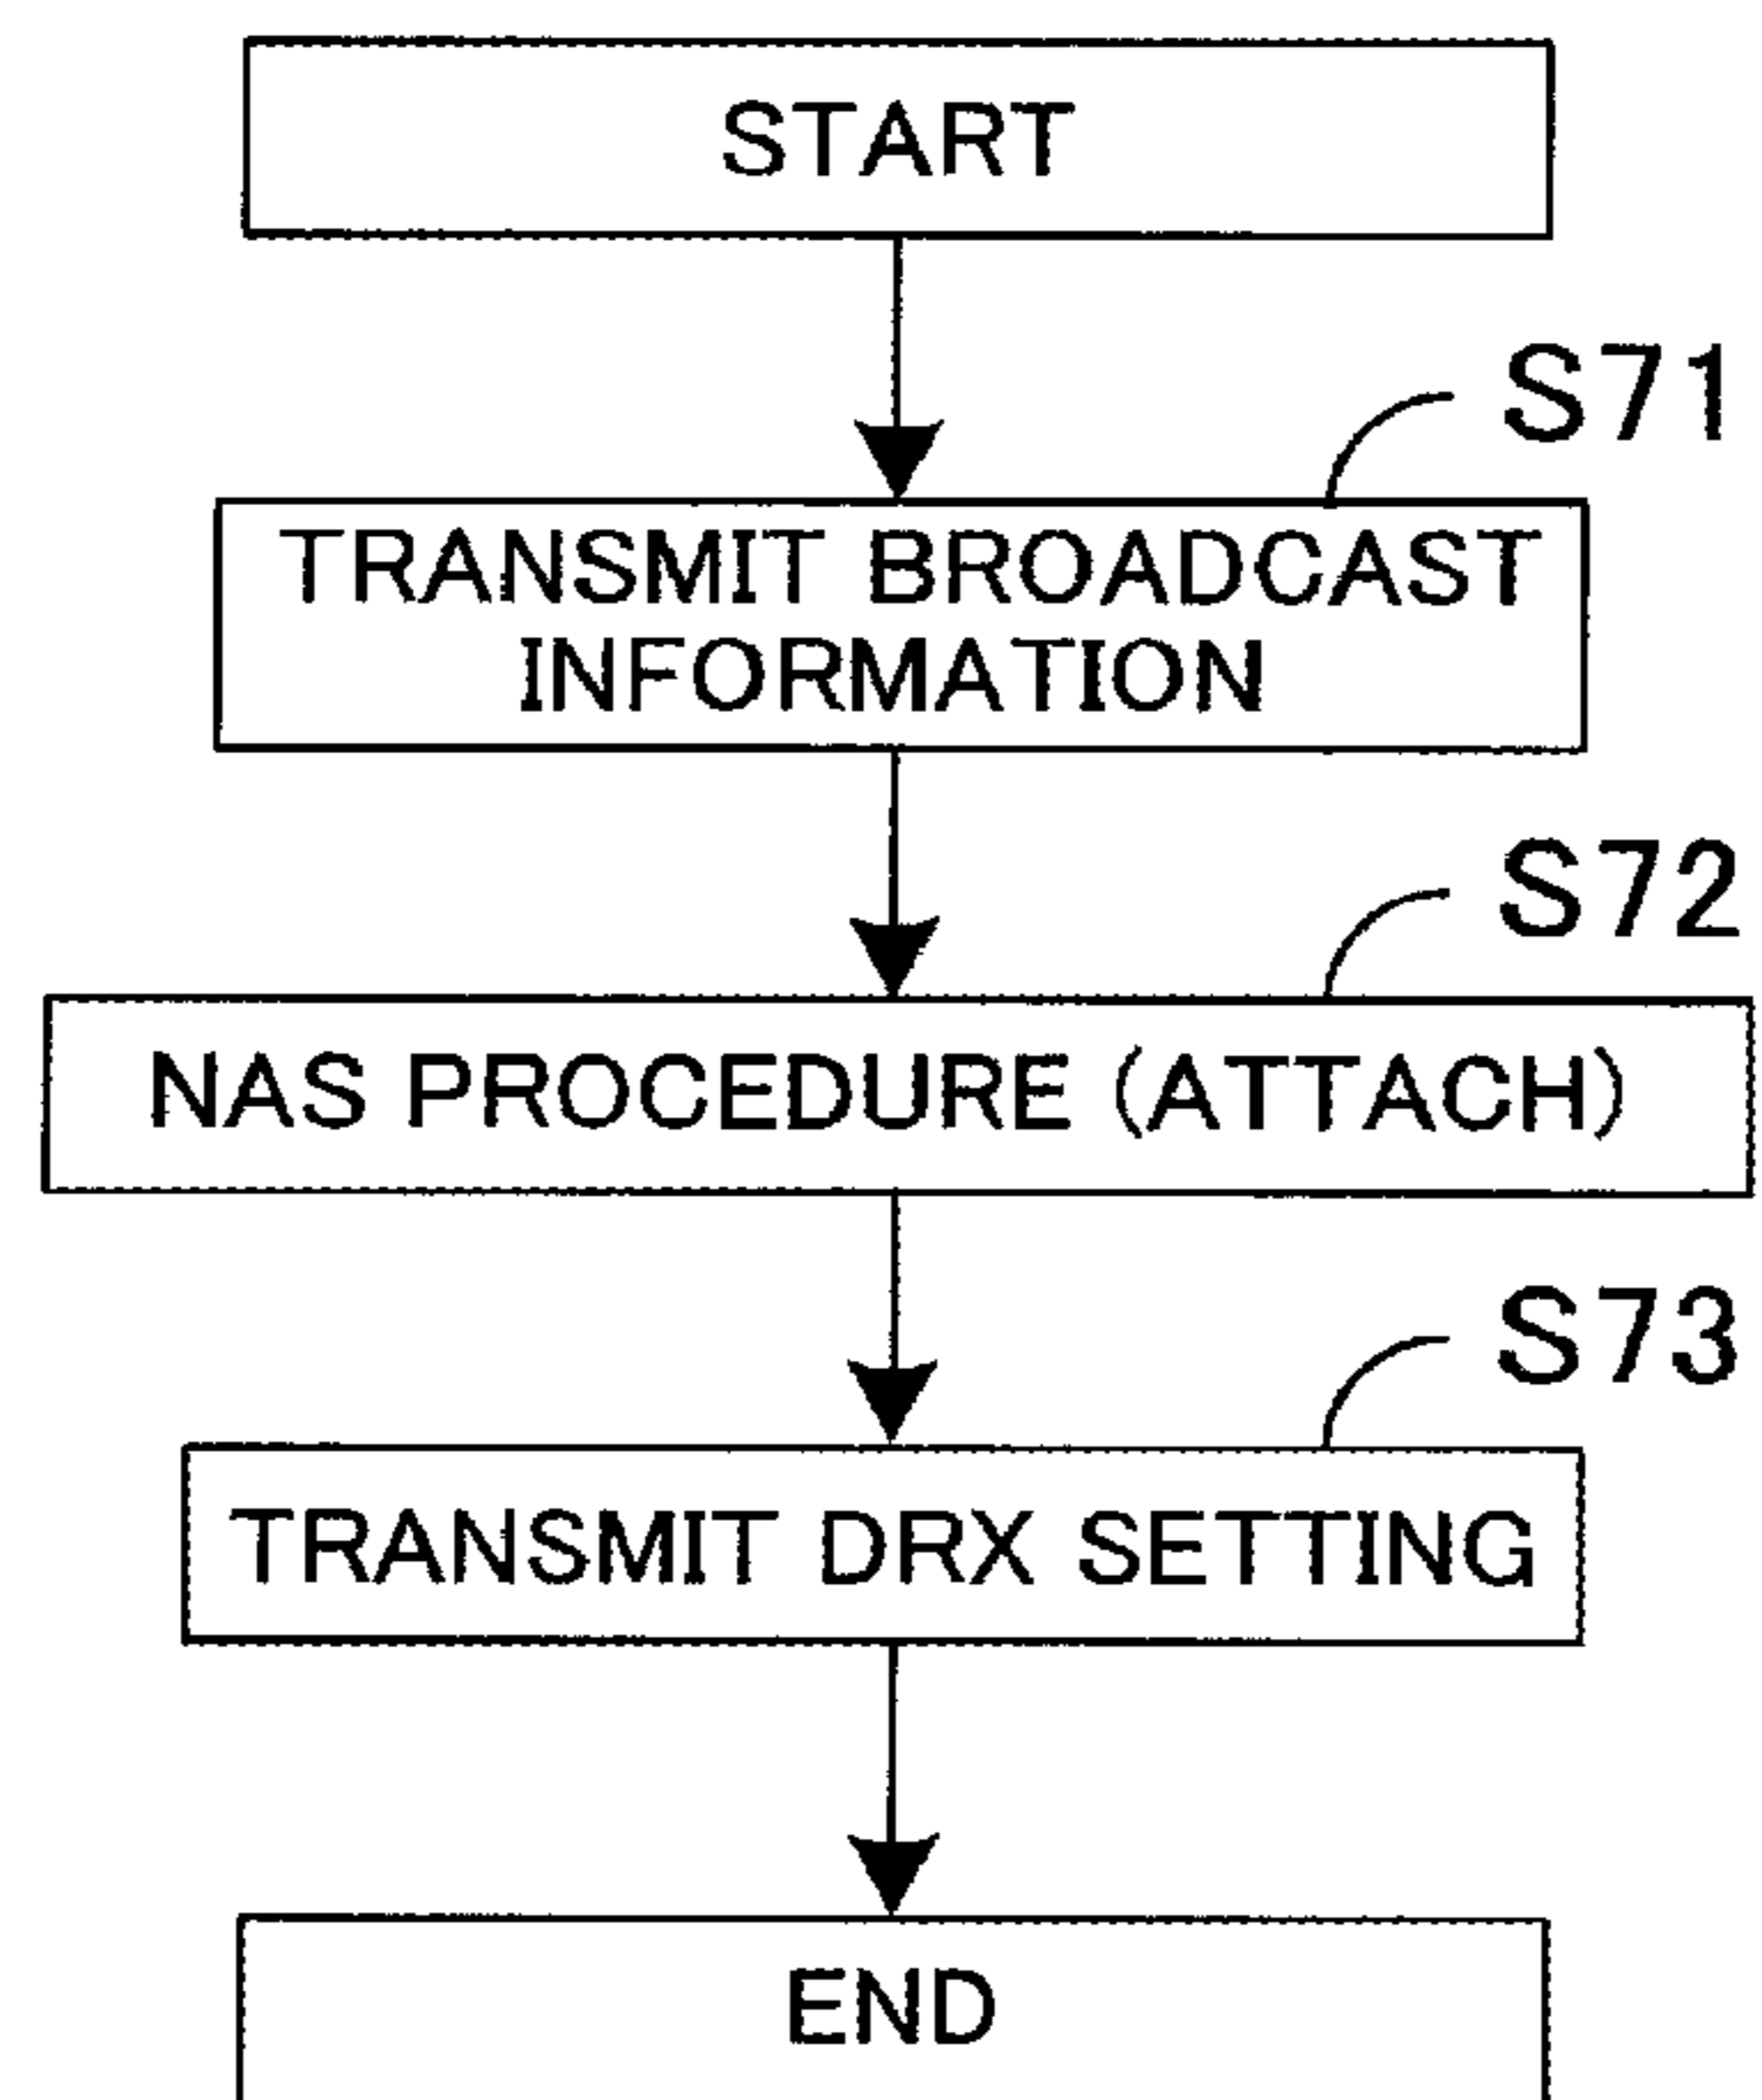 START
S71
TRANSMIT BROADCAST
INFORMATION
S72
NAS PROCEDURE (ATTACH)
S73
TRANSMIT DRX SETTING
END